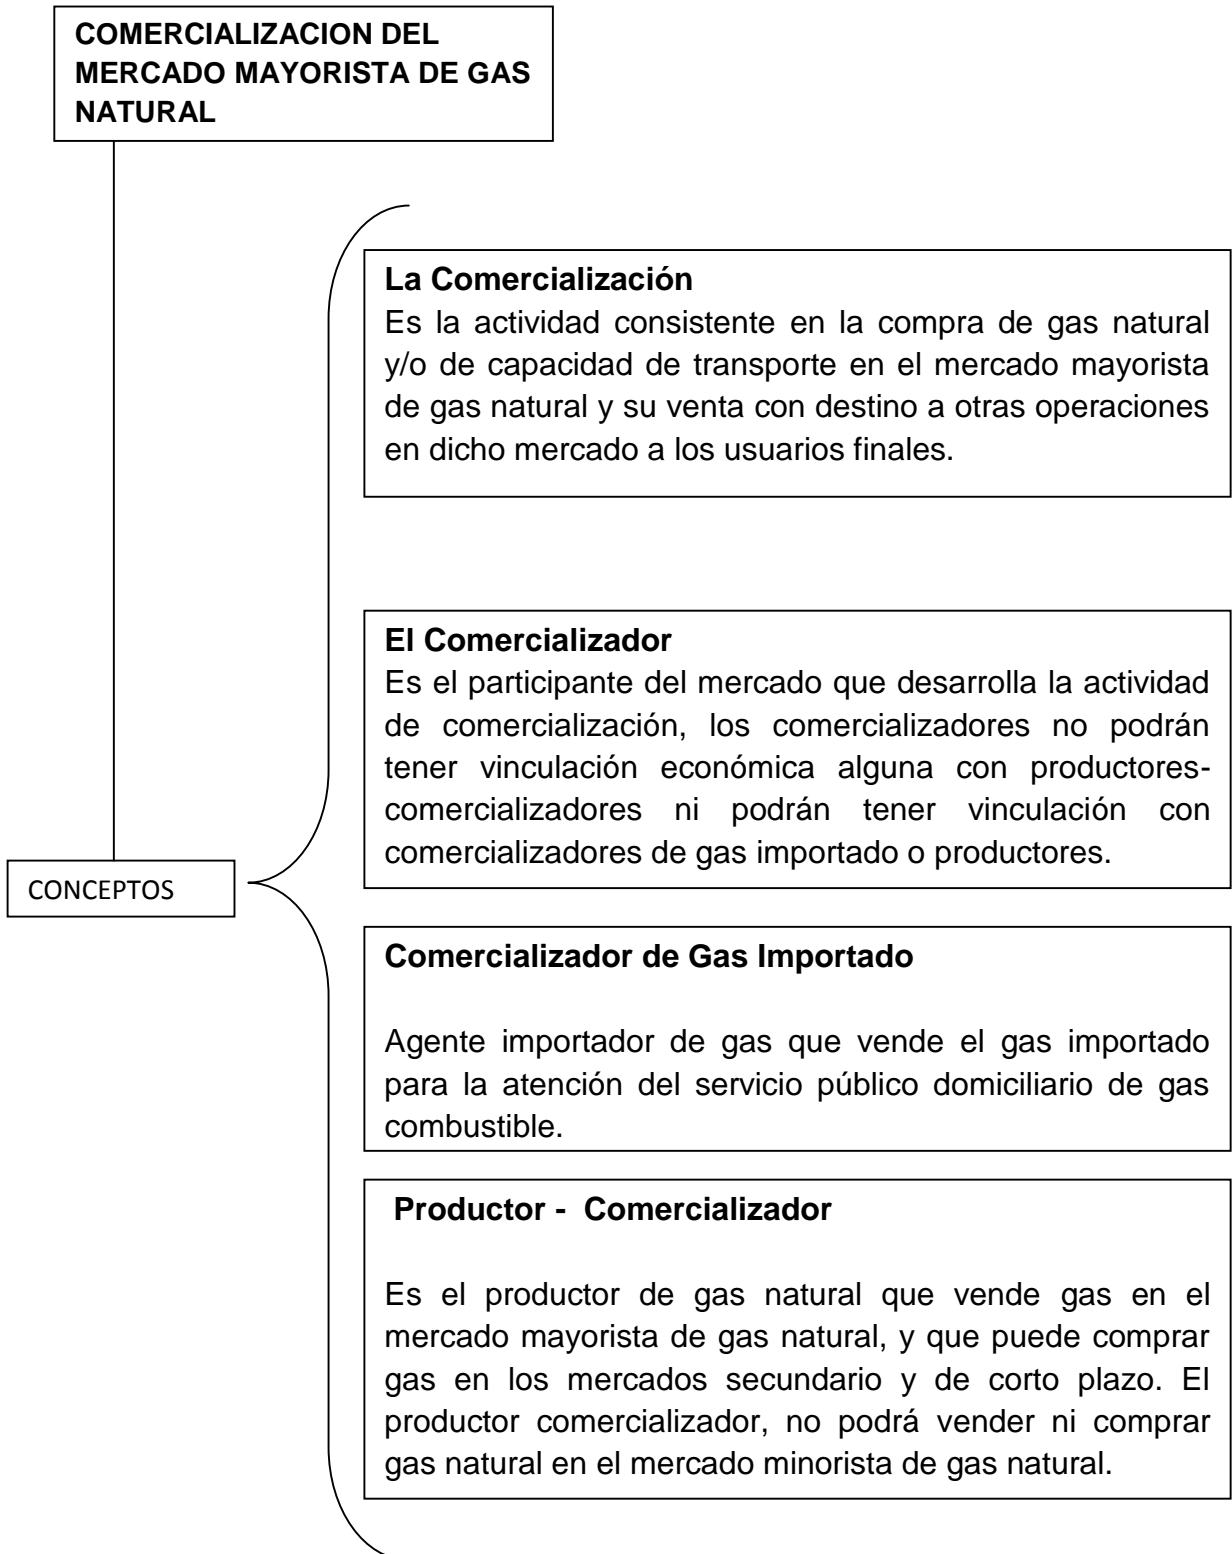 COMERCIALIZACION DEL
MERCADO MAYORISTA DE GAS
NATURAL
La Comercialización
Es la actividad consistente en la compra de gas natural
y/o de capacidad de transporte en el mercado mayorista
de gas natural y su venta con destino a otras operaciones
en dicho mercado a los usuarios finales.
El Comercializador
Es el participante del mercado que desarrolla la actividad
de comercialización, los comercializadores no podrán
tener vinculación económica alguna con productores-
comercializadores ni podrán tener vinculación con
comercializadores de gas importado o productores.
CONCEPTOS
Comercializador de Gas Importado
Agente importador de gas que vende el gas importado
para la atención del servicio público domiciliario de gas
combustible.
Productor - Comercializador
Es el productor de gas natural que vende gas en el
mercado mayorista de gas natural, y que puede comprar
gas en los mercados secundario y de corto plazo. El
productor comercializador, no podrá vender ni comprar
gas natural en el mercado minorista de gas natural.